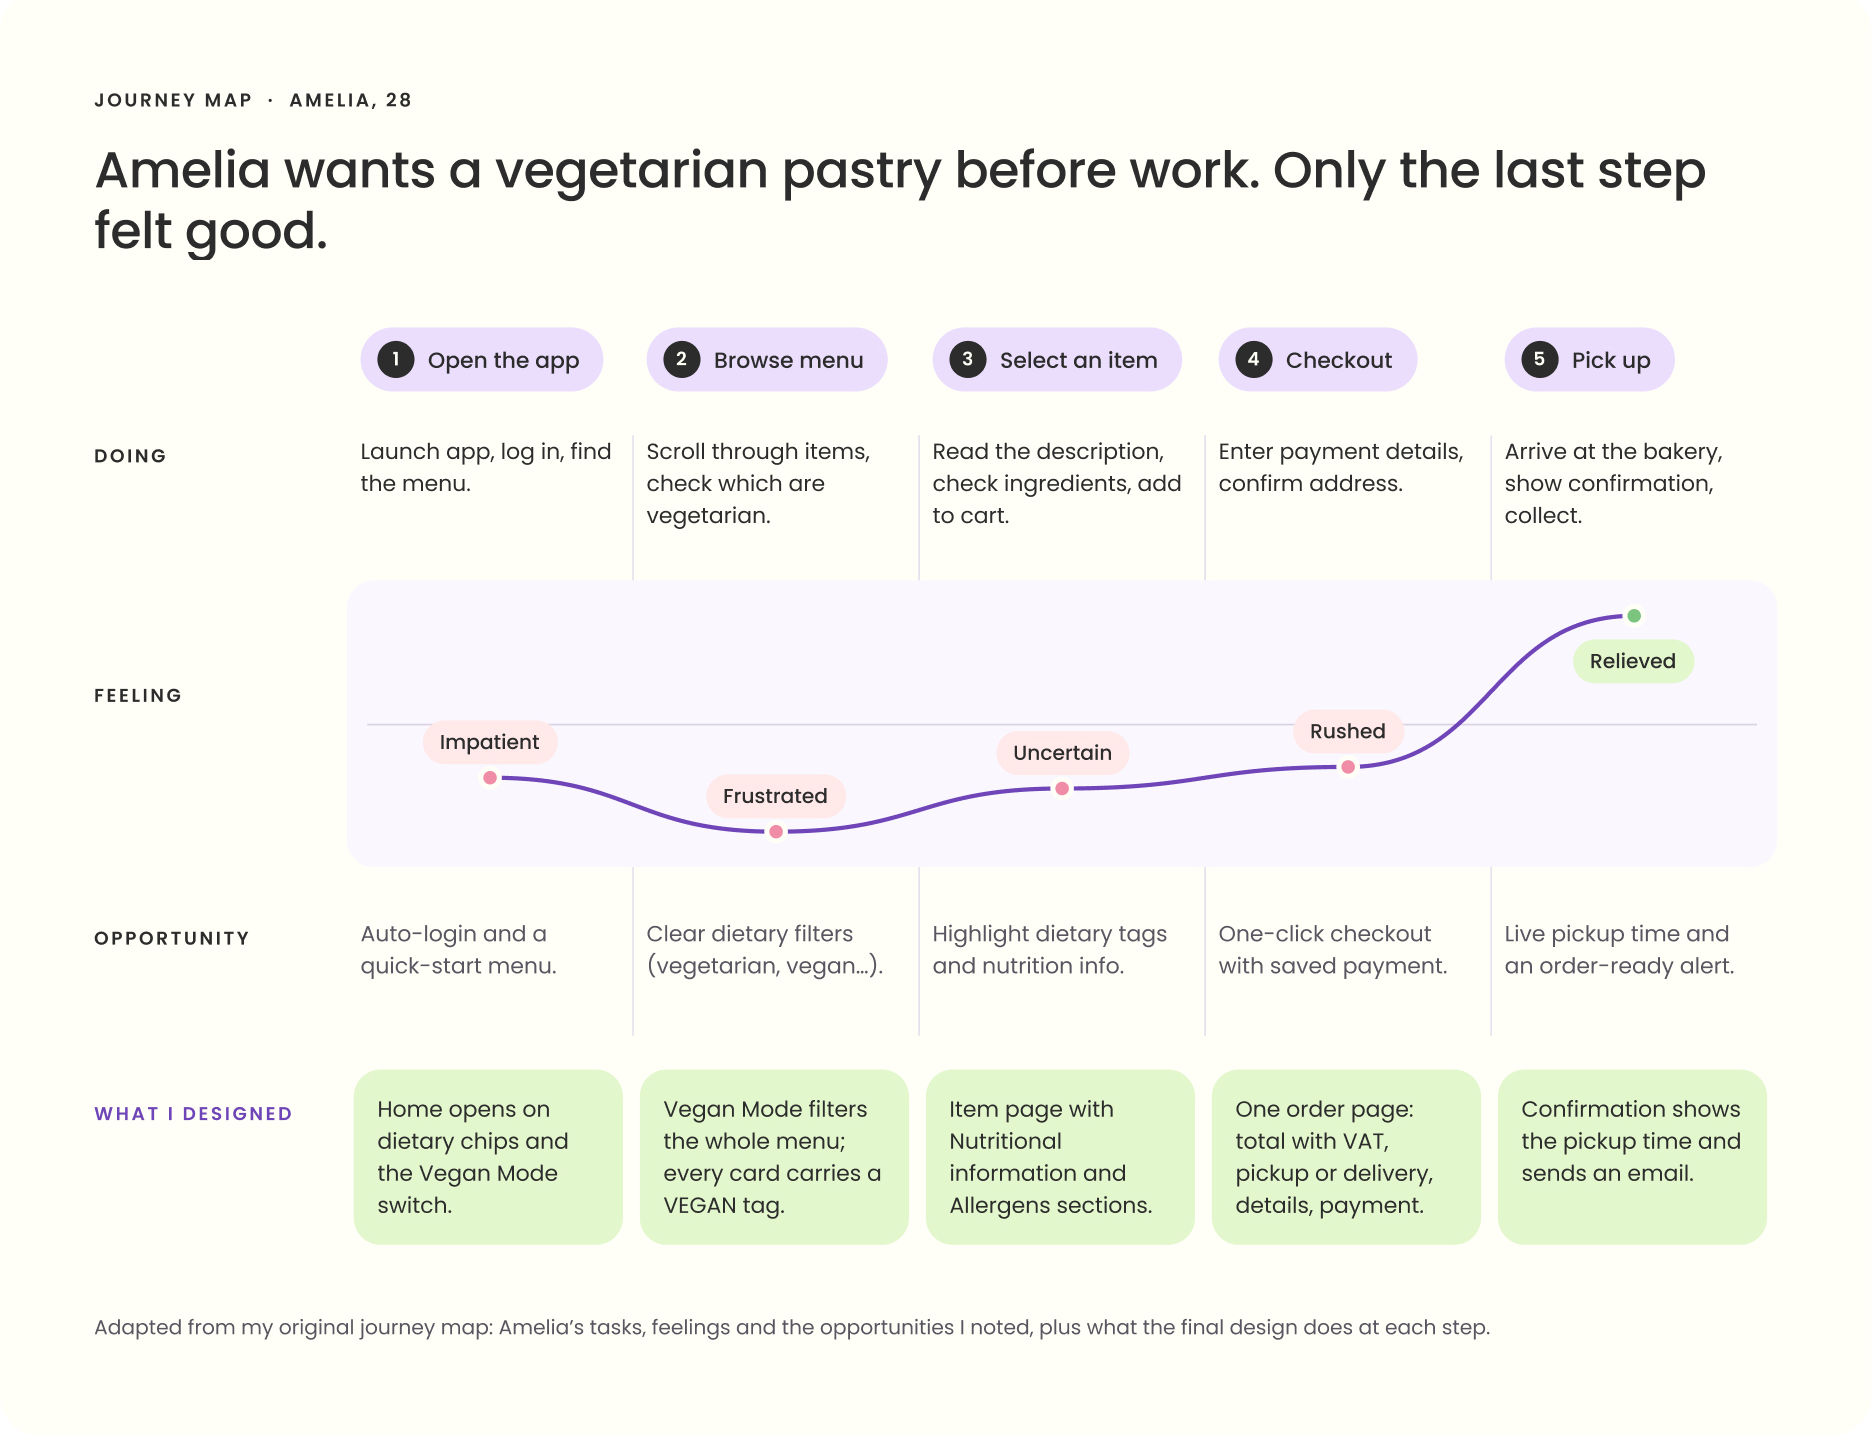 JOURNEY MAP · AMELIA, 28
Amelia wants a vegetarian pastry before work. Only the last step
felt good.
1 Open the app
2 Browse menu
3 Select an item
4 Checkout
5 Pick up
DOING
Launch app, log in, find
the menu.
Scroll through items,
check which are
vegetarian.
Read the description,
check ingredients, add
to cart.
Enter payment details,
confirm address.
Arrive at the bakery,
show confirmation,
collect.
FEELING
Impatient
Frustrated
Uncertain
Rushed
Relieved
OPPORTUNITY
Auto-login and a
quick-start menu.
Clear dietary filters
(vegetarian, vegan…).
Highlight dietary tags
and nutrition info.
One-click checkout
with saved payment.
Live pickup time and
an order-ready alert.
WHAT I DESIGNED
Home opens on
dietary chips and
the Vegan Mode
switch.
Vegan Mode filters
the whole menu;
every card carries a
VEGAN tag.
Item page with
Nutritional
information and
Allergens sections.
One order page:
total with VAT,
pickup or delivery,
details, payment.
Confirmation shows
the pickup time and
sends an email.
Adapted from my original journey map: Amelia’s tasks, feelings and the opportunities I noted, plus what the final design does at each step.